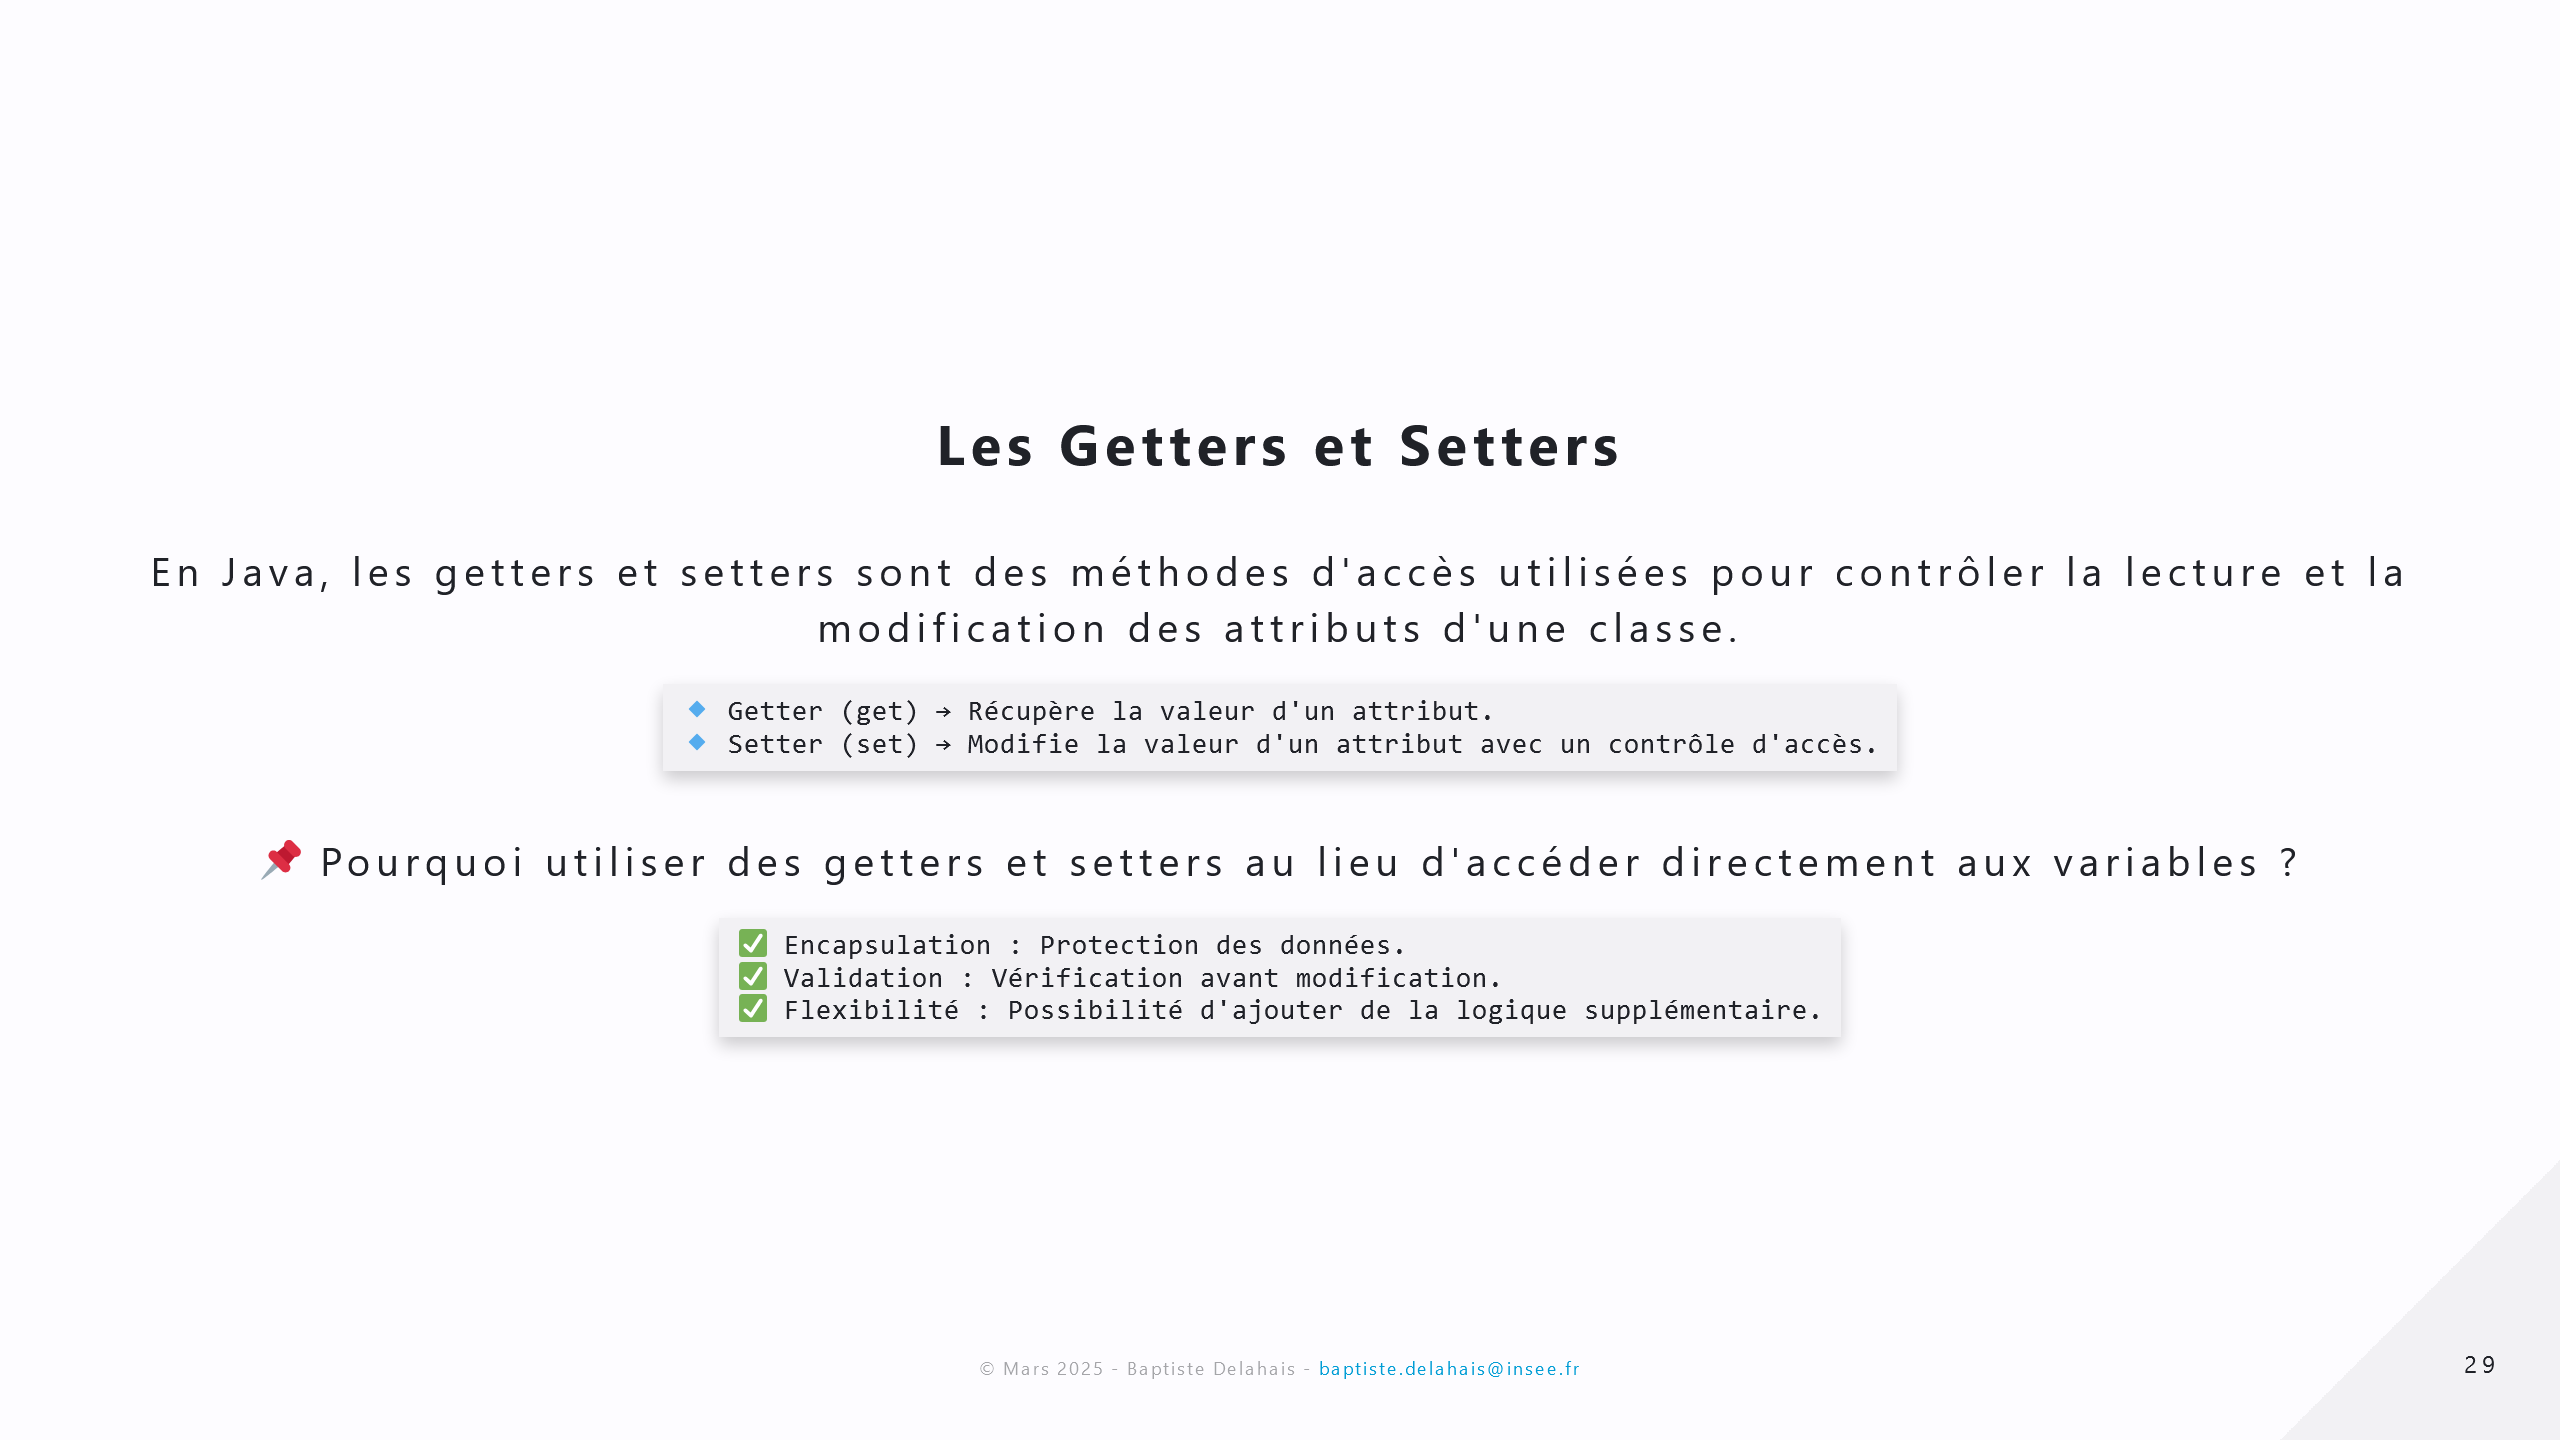 Les Getters et Setters
En Java, les getters et setters sont des méthodes d'accès utilisées pour contrôler la lecture et la
modification des attributs d'une classe.
🔹 Getter (get) → Récupère la valeur d'un attribut.
🔹 Setter (set) → Modifie la valeur d'un attribut avec un contrôle d'accès.
📌 Pourquoi utiliser des getters et setters au lieu d'accéder directement aux variables ?
✅ Encapsulation : Protection des données.
✅ Validation : Vérification avant modification.
✅ Flexibilité : Possibilité d'ajouter de la logique supplémentaire.
© Mars 2025 - Baptiste Delahais - baptiste.delahais@insee.fr
29